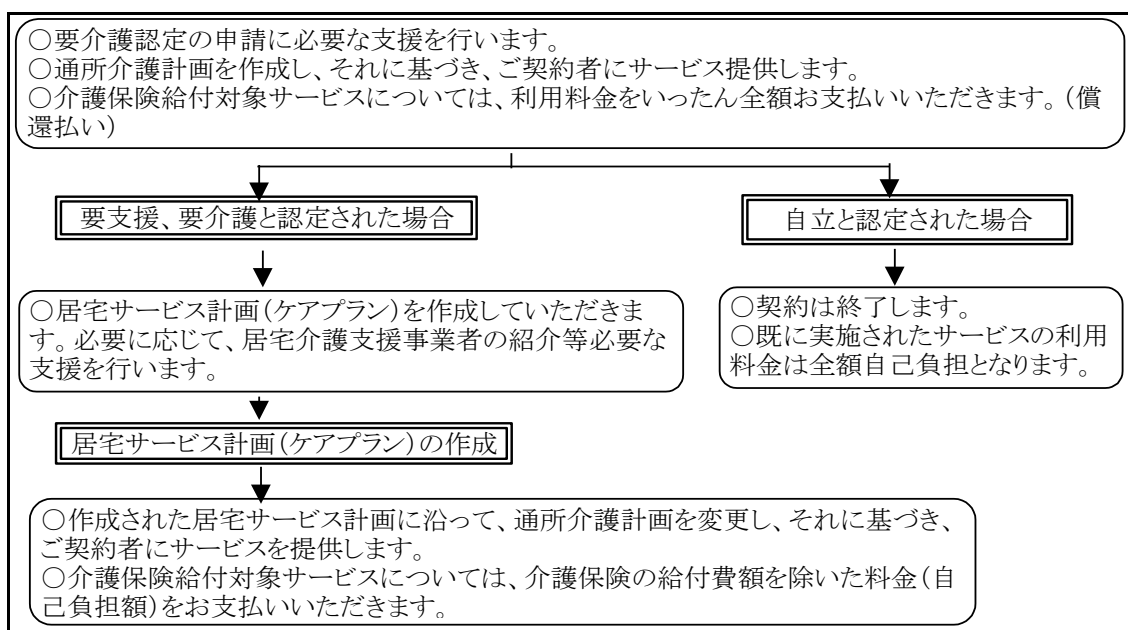 ○要介護認定の申請に必要な支援を行います。
○通所介護計画を作成し、それに基づき、ご契約者にサービス提供します。
○介護保険給付対象サービスについては、利用料金をいったん全額お支払いいただきます。（償
還払い）
要支援、要介護と認定された場合
自立と認定された場合
○居宅サービス計画（ケアプラン）を作成していただきま
す。必要に応じて、居宅介護支援事業者の紹介等必要な
支援を行います。
○契約は終了します。
○既に実施されたサービスの利用
料金は全額自己負担となります。
居宅サービス計画（ケアプラン）の作成
○作成された居宅サービス計画に沿って、通所介護計画を変更し、それに基づき、
ご契約者にサービスを提供します。
○介護保険給付対象サービスについては、介護保険の給付費額を除いた料金（自
己負担額）をお支払いいただきます。